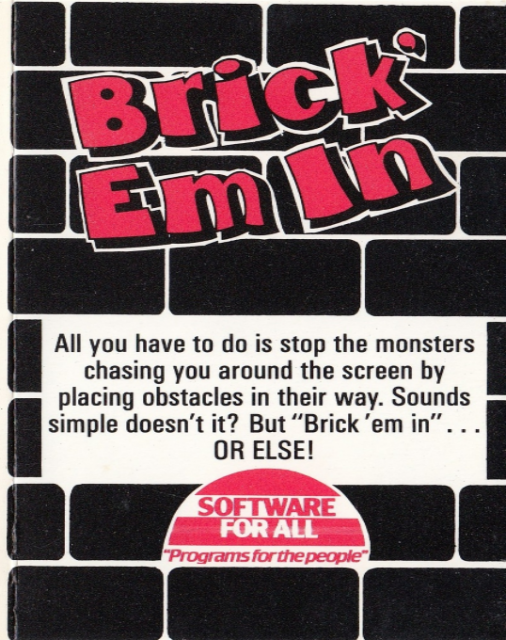 Brick'
Em In
All you have to do is stop the monsters
chasing you around the screen by
placing obstacles in their way. Sounds
simple doesn't it? But "Brick 'em in"...
OR ELSE!
SOFTWARE
FOR ALL
"Programs for the people"